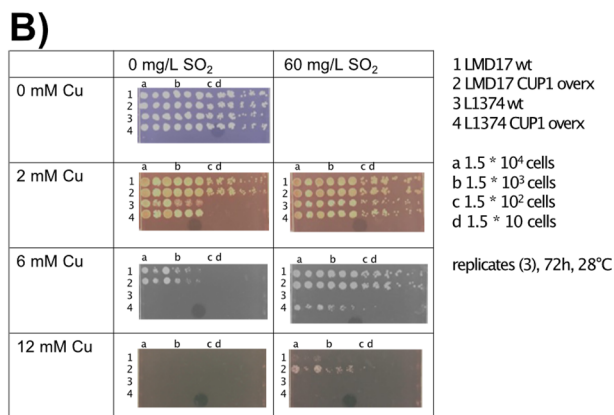 B)
0 mg/L SO₂ 60 mg/L SO₂
0 mM Cu
a b c d
1
2
3
4
2 mM Cu
a b c d
1
2
3
4
a b c d
1
2
3
4
6 mM Cu
a b c d
1
2
3
4
a b c d
1
2
3
4
12 mM Cu
a b c d
1
2
3
4
a b c d
1
2
3
4
1 LMD17 wt
2 LMD17 CUP1 overx
3 L1374 wt
4 L1374 CUP1 overx
a 1.5 * 10⁴ cells
b 1.5 * 10³ cells
c 1.5 * 10² cells
d 1.5 * 10 cells
replicates (3), 72h, 28°C